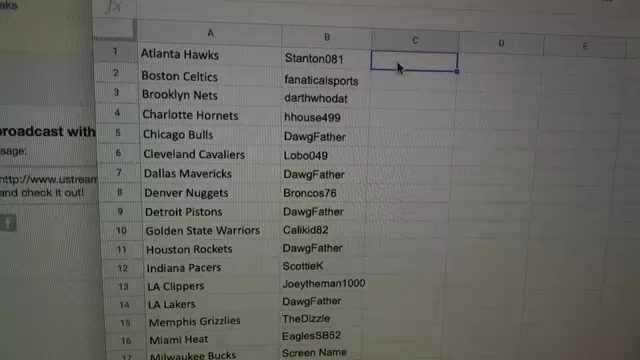 aks
A B C D E
1 Atlanta Hawks Stanton081
2 Boston Celtics fanaticalsports
3 Brooklyn Nets darthwhodat
4 Charlotte Hornets hhouse499
5 Chicago Bulls DawgFather
6 Cleveland Cavaliers Lobo049
7 Dallas Mavericks DawgFather
8 Denver Nuggets Broncos76
9 Detroit Pistons DawgFather
10 Golden State Warriors Calikid82
11 Houston Rockets DawgFather
12 Indiana Pacers ScottieK
13 LA Clippers Joeytheman1000
14 LA Lakers DawgFather
15 Memphis Grizzlies TheDizzle
16 Miami Heat EaglesSB52
17 Milwaukee Bucks Screen Name
roadcast with
sage:
http://www.ustream
and check it out!
f